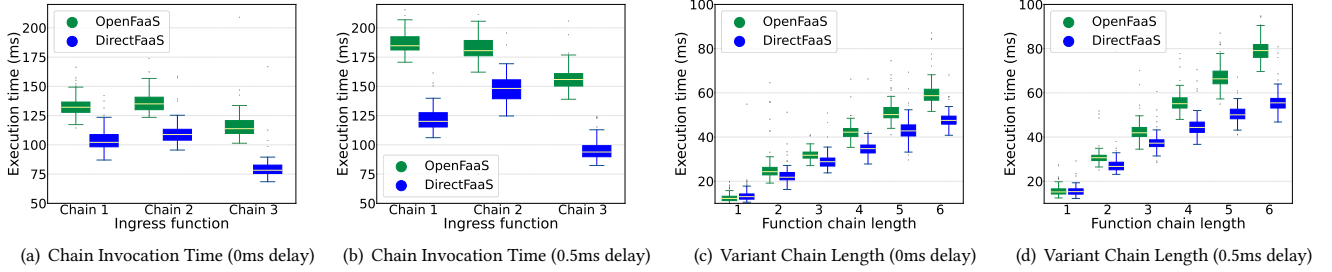 OpenFaaS
DirectFaaS
Execution time (ms)
200
175
150
125
100
75
50
Chain 1 Chain 2 Chain 3
Ingress function
(a) Chain Invocation Time (0ms delay)
Execution time (ms)
200
175
150
125
100
75
50
OpenFaaS
DirectFaaS
Chain 1 Chain 2 Chain 3
Ingress function
(b) Chain Invocation Time (0.5ms delay)
OpenFaaS
DirectFaaS
Execution time (ms)
100
80
60
40
20
1 2 3 4 5 6
Function chain length
(c) Variant Chain Length (0ms delay)
OpenFaaS
DirectFaaS
Execution time (ms)
100
80
60
40
20
1 2 3 4 5 6
Function chain length
(d) Variant Chain Length (0.5ms delay)